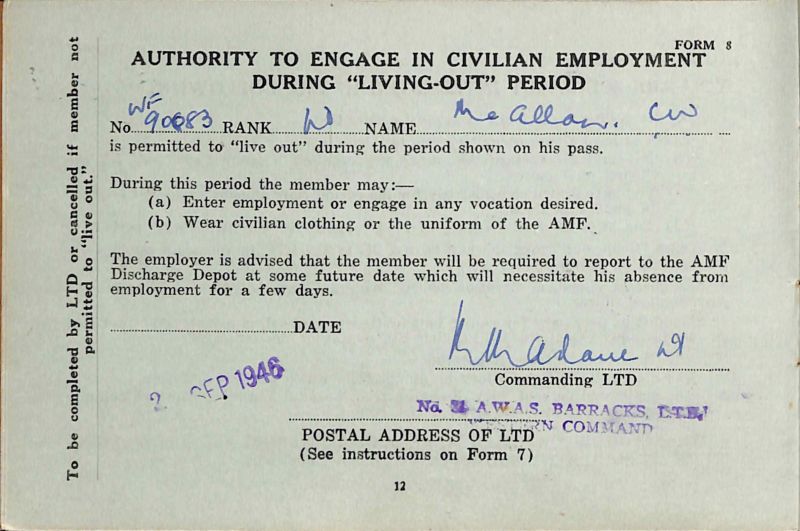 FORM 8
AUTHORITY TO ENGAGE IN CIVILIAN EMPLOYMENT
DURING "LIVING-OUT" PERIOD
WF
No. 90683 RANK W NAME McAllan. CW
is permitted to "live out" during the period shown on his pass.
During this period the member may:—
(a) Enter employment or engage in any vocation desired.
(b) Wear civilian clothing or the uniform of the AMF.
The employer is advised that the member will be required to report to the AMF
Discharge Depot at some future date which will necessitate his absence from
employment for a few days.
DATE
2 SEP 1946
Commanding LTD
No. A.W.A.S. BARRACKS, L.T.D.
WESTERN COMMAND
POSTAL ADDRESS OF LTD
(See instructions on Form 7)
12
To be completed by LTD or cancelled if member not
permitted to "live out."